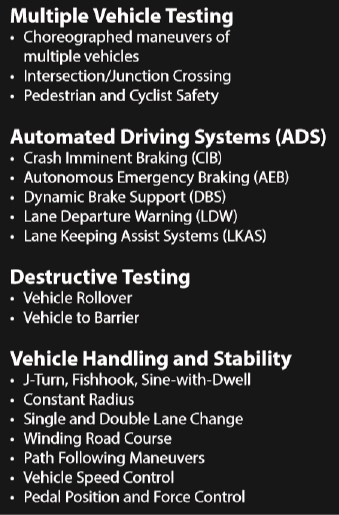 Multiple Vehicle Testing
• Choreographed maneuvers of
multiple vehicles
• Intersection/Junction Crossing
• Pedestrian and Cyclist Safety
Automated Driving Systems (ADS)
• Crash Imminent Braking (CIB)
• Autonomous Emergency Braking (AEB)
• Dynamic Brake Support (DBS)
• Lane Departure Warning (LDW)
• Lane Keeping Assist Systems (LKAS)
Destructive Testing
• Vehicle Rollover
• Vehicle to Barrier
Vehicle Handling and Stability
• J-Turn, Fishhook, Sine-with-Dwell
• Constant Radius
• Single and Double Lane Change
• Winding Road Course
• Path Following Maneuvers
• Vehicle Speed Control
• Pedal Position and Force Control